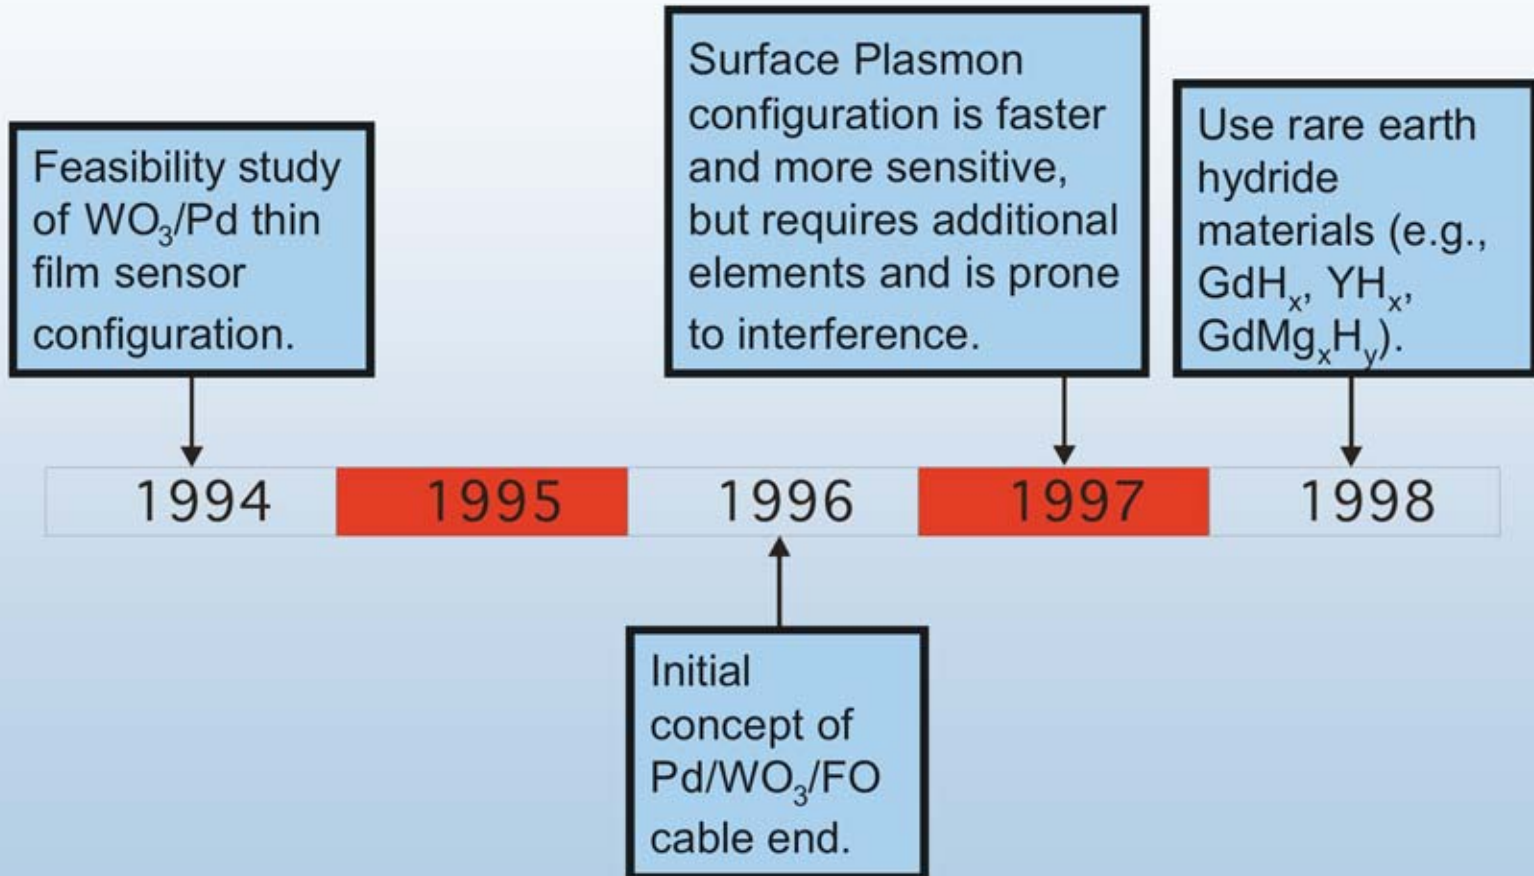 Feasibility study
of WO₃/Pd thin
film sensor
configuration.
Surface Plasmon
configuration is faster
and more sensitive,
but requires additional
elements and is prone
to interference.
Use rare earth
hydride
materials (e.g.,
GdHₓ, YHₓ,
GdMgₓHᵧ).
1994 1995 1996 1997 1998
Initial
concept of
Pd/WO₃/FO
cable end.